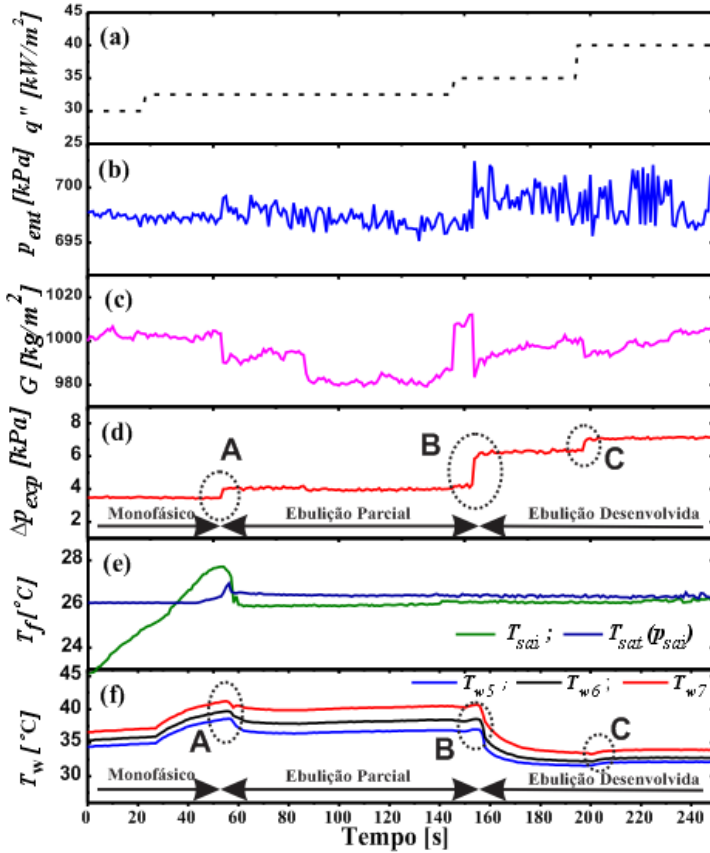 45
40
35
30
25
q" [kW/m²]
(a)
700
695
p_ent [kPa]
(b)
1020
1000
980
G [kg/m²]
(c)
8
6
4
2
Δp_exp [kPa]
(d)
A
B
C
Monofásico
Ebulição Parcial
Ebulição Desenvolvida
28
26
24
T_f [°C]
(e)
T_sai ;
T_sat (p_sai)
45
40
35
30
T_w [°C]
(f)
T_w5 ;
T_w6 ;
T_w7
A
B
C
Monofásico
Ebulição Parcial
Ebulição Desenvolvida
0
20
40
60
80
100
120
140
160
180
200
220
240
Tempo [s]